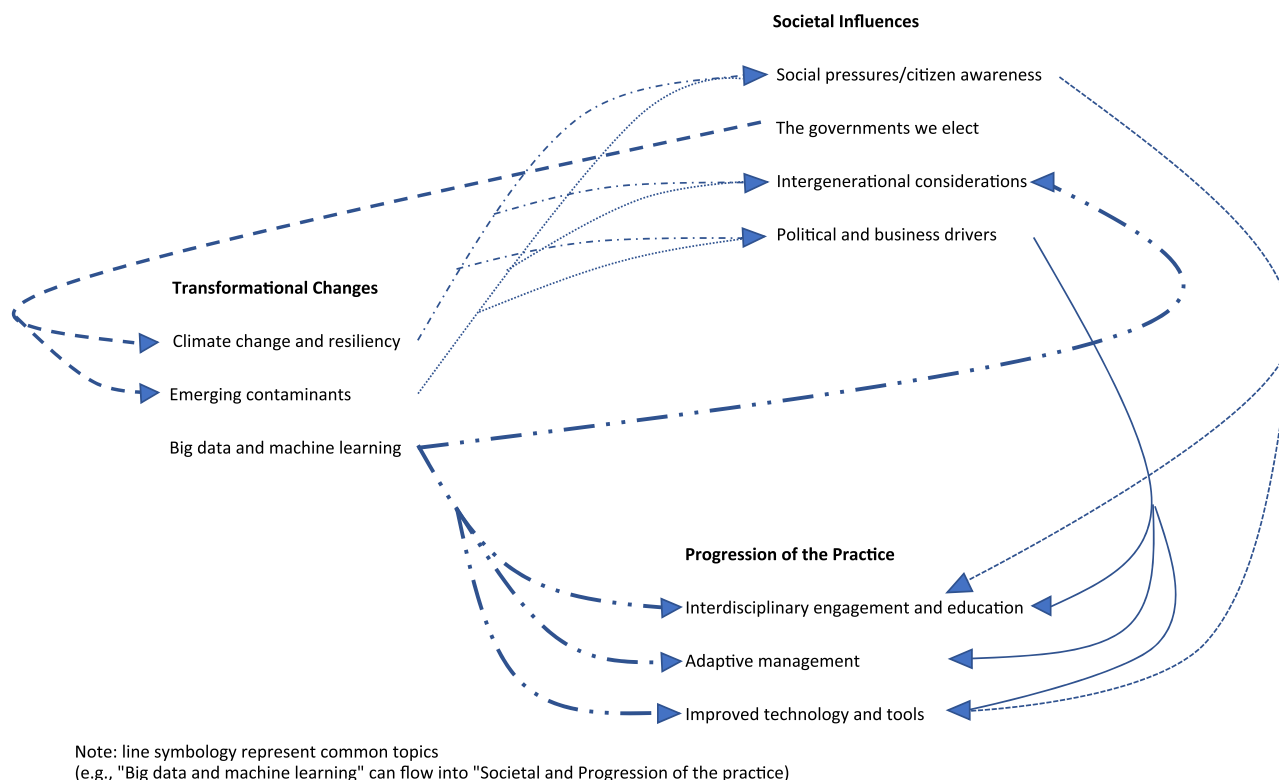 Societal Influences
Social pressures/citizen awareness
The governments we elect
Intergenerational considerations
Political and business drivers
Transformational Changes
Climate change and resiliency
Emerging contaminants
Big data and machine learning
Progression of the Practice
Interdisciplinary engagement and education
Adaptive management
Improved technology and tools
Note: line symbology represent common topics
(e.g., "Big data and machine learning" can flow into "Societal and Progression of the practice)